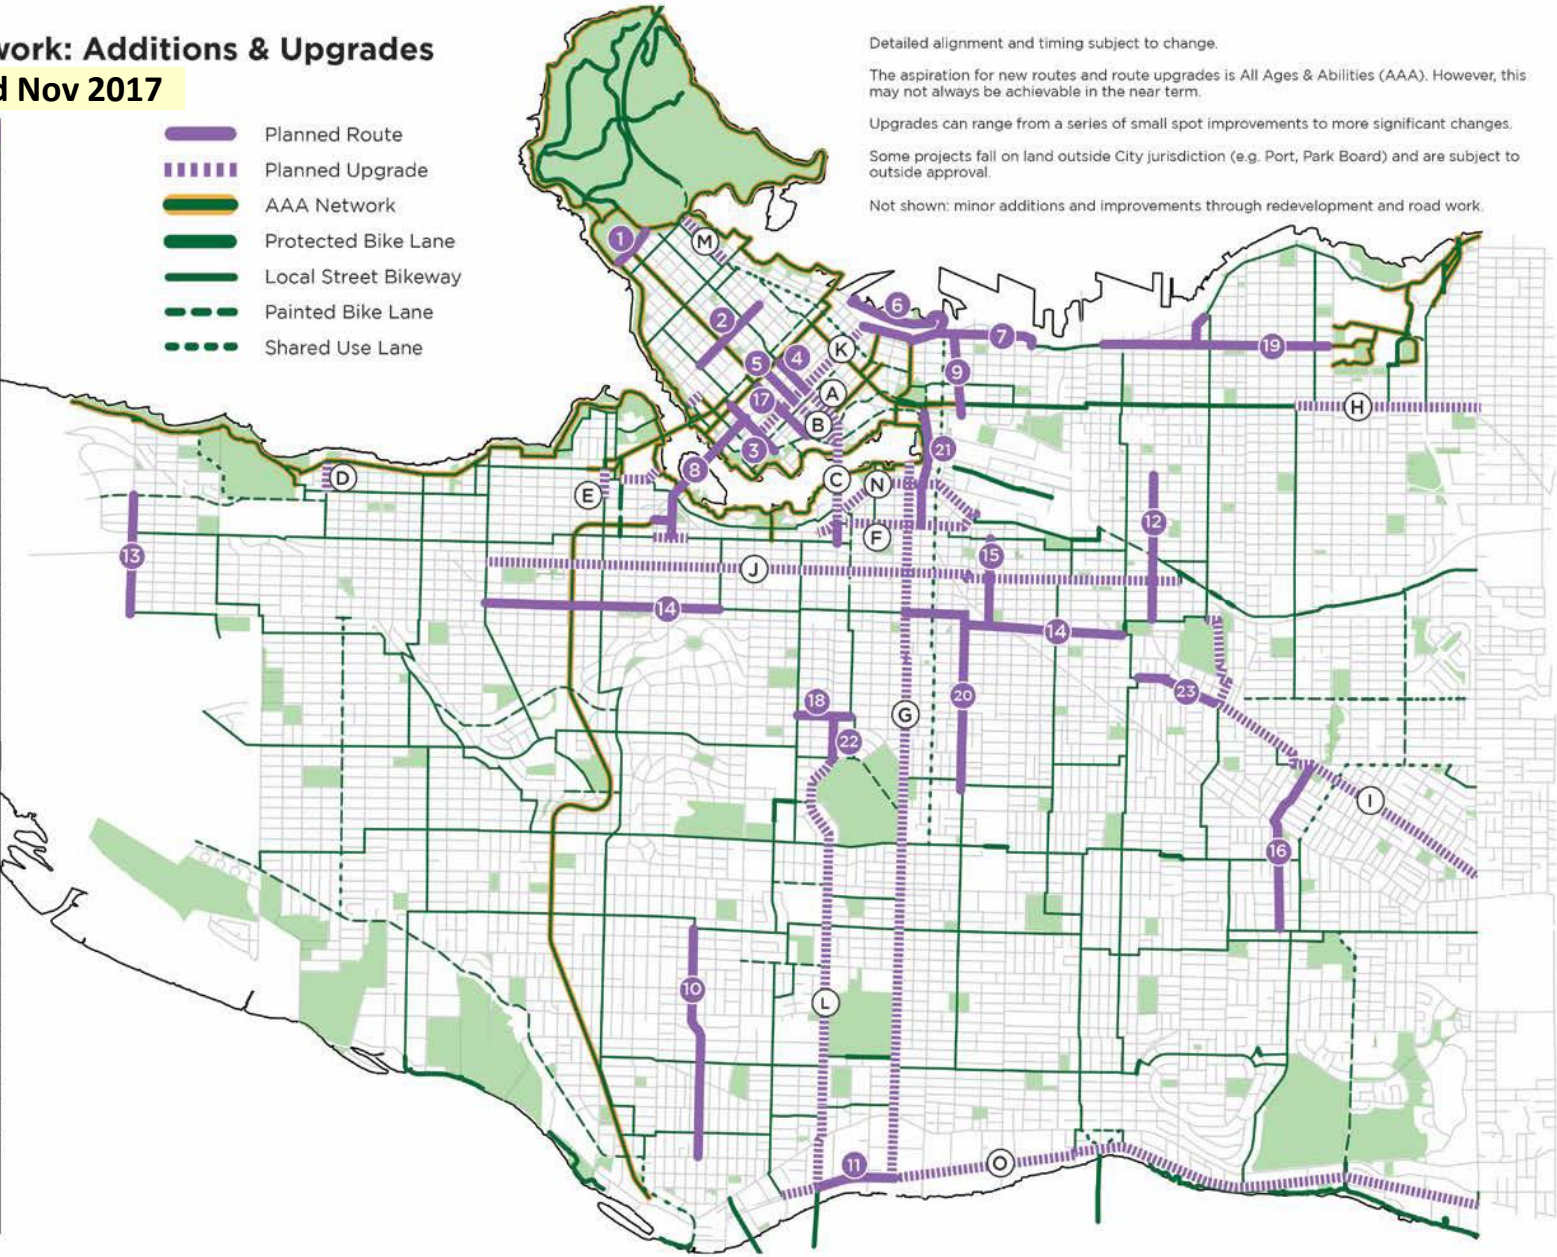 work: Additions & Upgrades
d Nov 2017
Planned Route
Planned Upgrade
AAA Network
Protected Bike Lane
Local Street Bikeway
Painted Bike Lane
Shared Use Lane
Detailed alignment and timing subject to change.
The aspiration for new routes and route upgrades is All Ages & Abilities (AAA). However, this
may not always be achievable in the near term.
Upgrades can range from a series of small spot improvements to more significant changes.
Some projects fall on land outside City jurisdiction (e.g. Port, Park Board) and are subject to
outside approval.
Not shown: minor additions and improvements through redevelopment and road work.
1
M
2
6
7
K
4
5
19
9
A
17
H
B
3
21
8
D
C
N
E
12
F
15
13
J
14
14
23
20
18
G
22
I
16
10
L
11
O